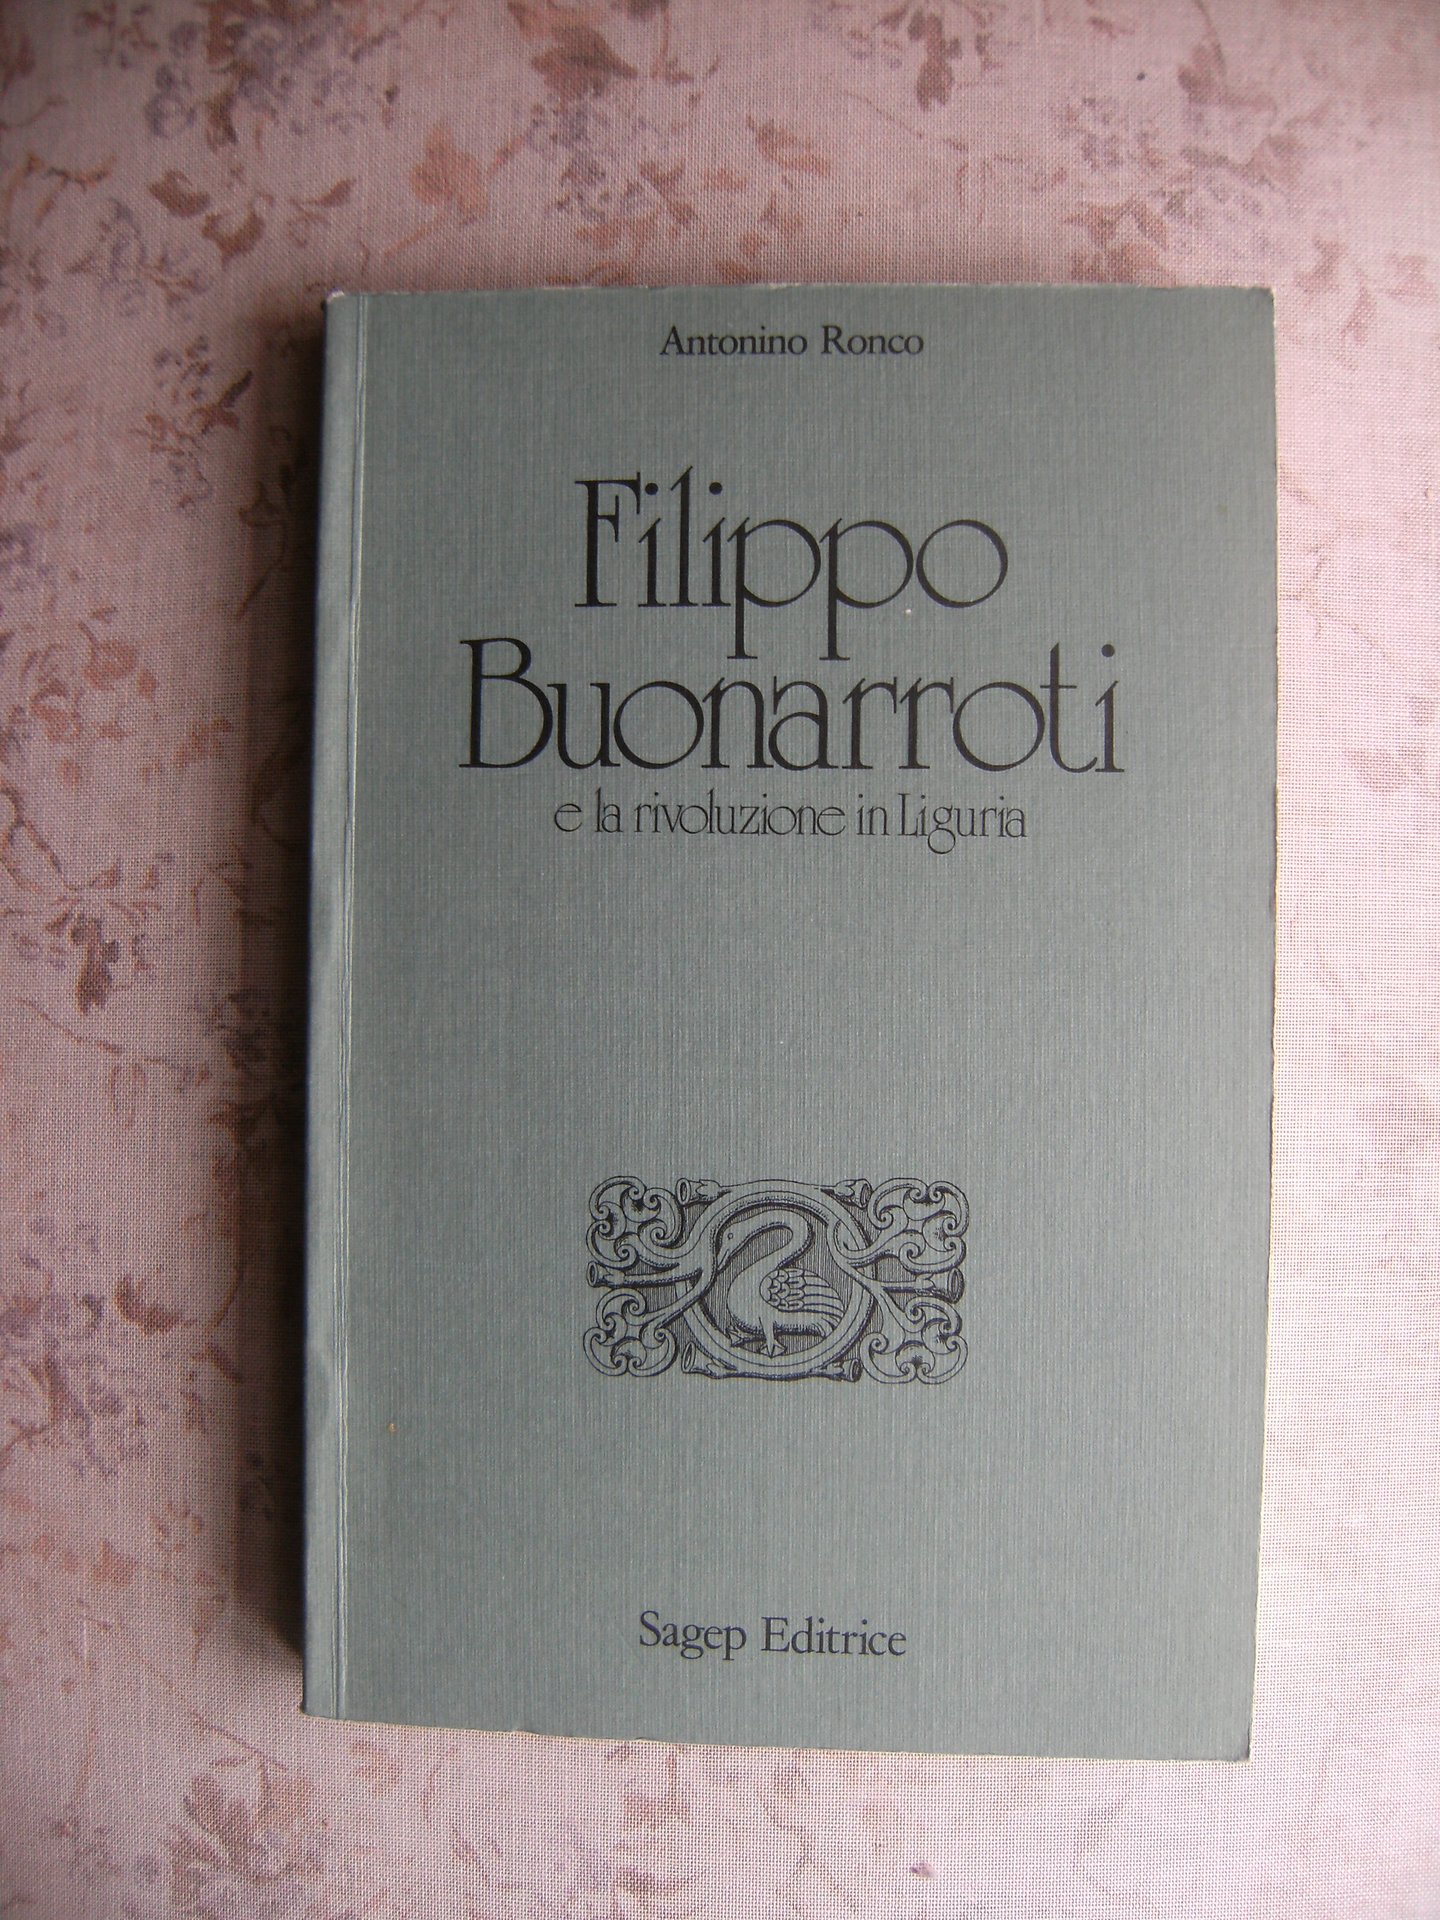 Antonino Ronco
Filippo
Buonarroti
e la rivoluzione in Liguria
Sagep Editrice